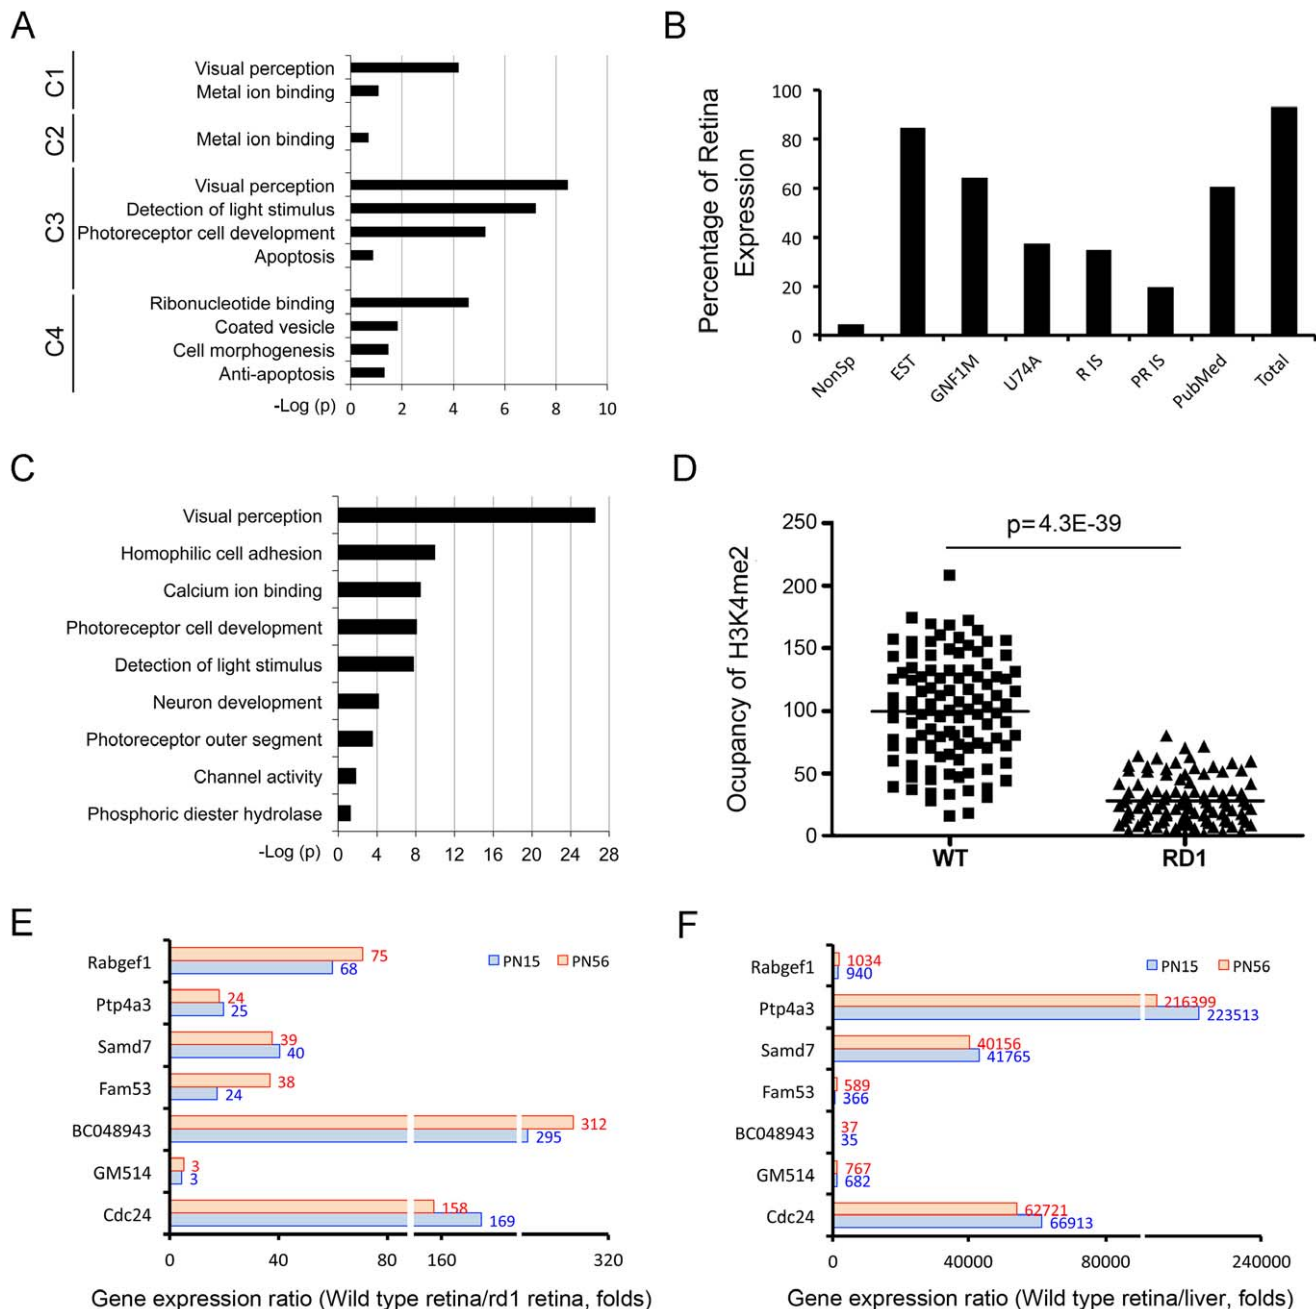 A
C1
Visual perception
Metal ion binding
C2
Metal ion binding
C3
Visual perception
Detection of light stimulus
Photoreceptor cell development
Apoptosis
C4
Ribonucleotide binding
Coated vesicle
Cell morphogenesis
Anti-apoptosis
-Log (p) 0 2 4 6 8 10
B
Percentage of Retina
Expression
100
80
60
40
20
0
NonSp EST GNF1M U74A R IS PR IS PubMed Total
C
Visual perception
Homophilic cell adhesion
Calcium ion binding
Photoreceptor cell development
Detection of light stimulus
Neuron development
Photoreceptor outer segment
Channel activity
Phosphoric diester hydrolase
-Log (p) 0 4 8 12 16 20 24 28
D
Ocupancy of H3K4me2
p=4.3E-39
250
200
150
100
50
0
WT RD1
E
PN15 PN56
Rabgef1 75
68
Ptp4a3 24
25
Samd7 39
40
Fam53 38
24
BC048943 312
295
GM514 3
3
Cdc24 158
169
0 40 80 160 320
Gene expression ratio (Wild type retina/rd1 retina, folds)
F
PN15 PN56
Rabgef1 1034
940
Ptp4a3 216399
223513
Samd7 40156
41765
Fam53 589
366
BC048943 37
35
GM514 767
682
Cdc24 62721
66913
0 40000 80000 240000
Gene expression ratio (Wild type retina/liver, folds)